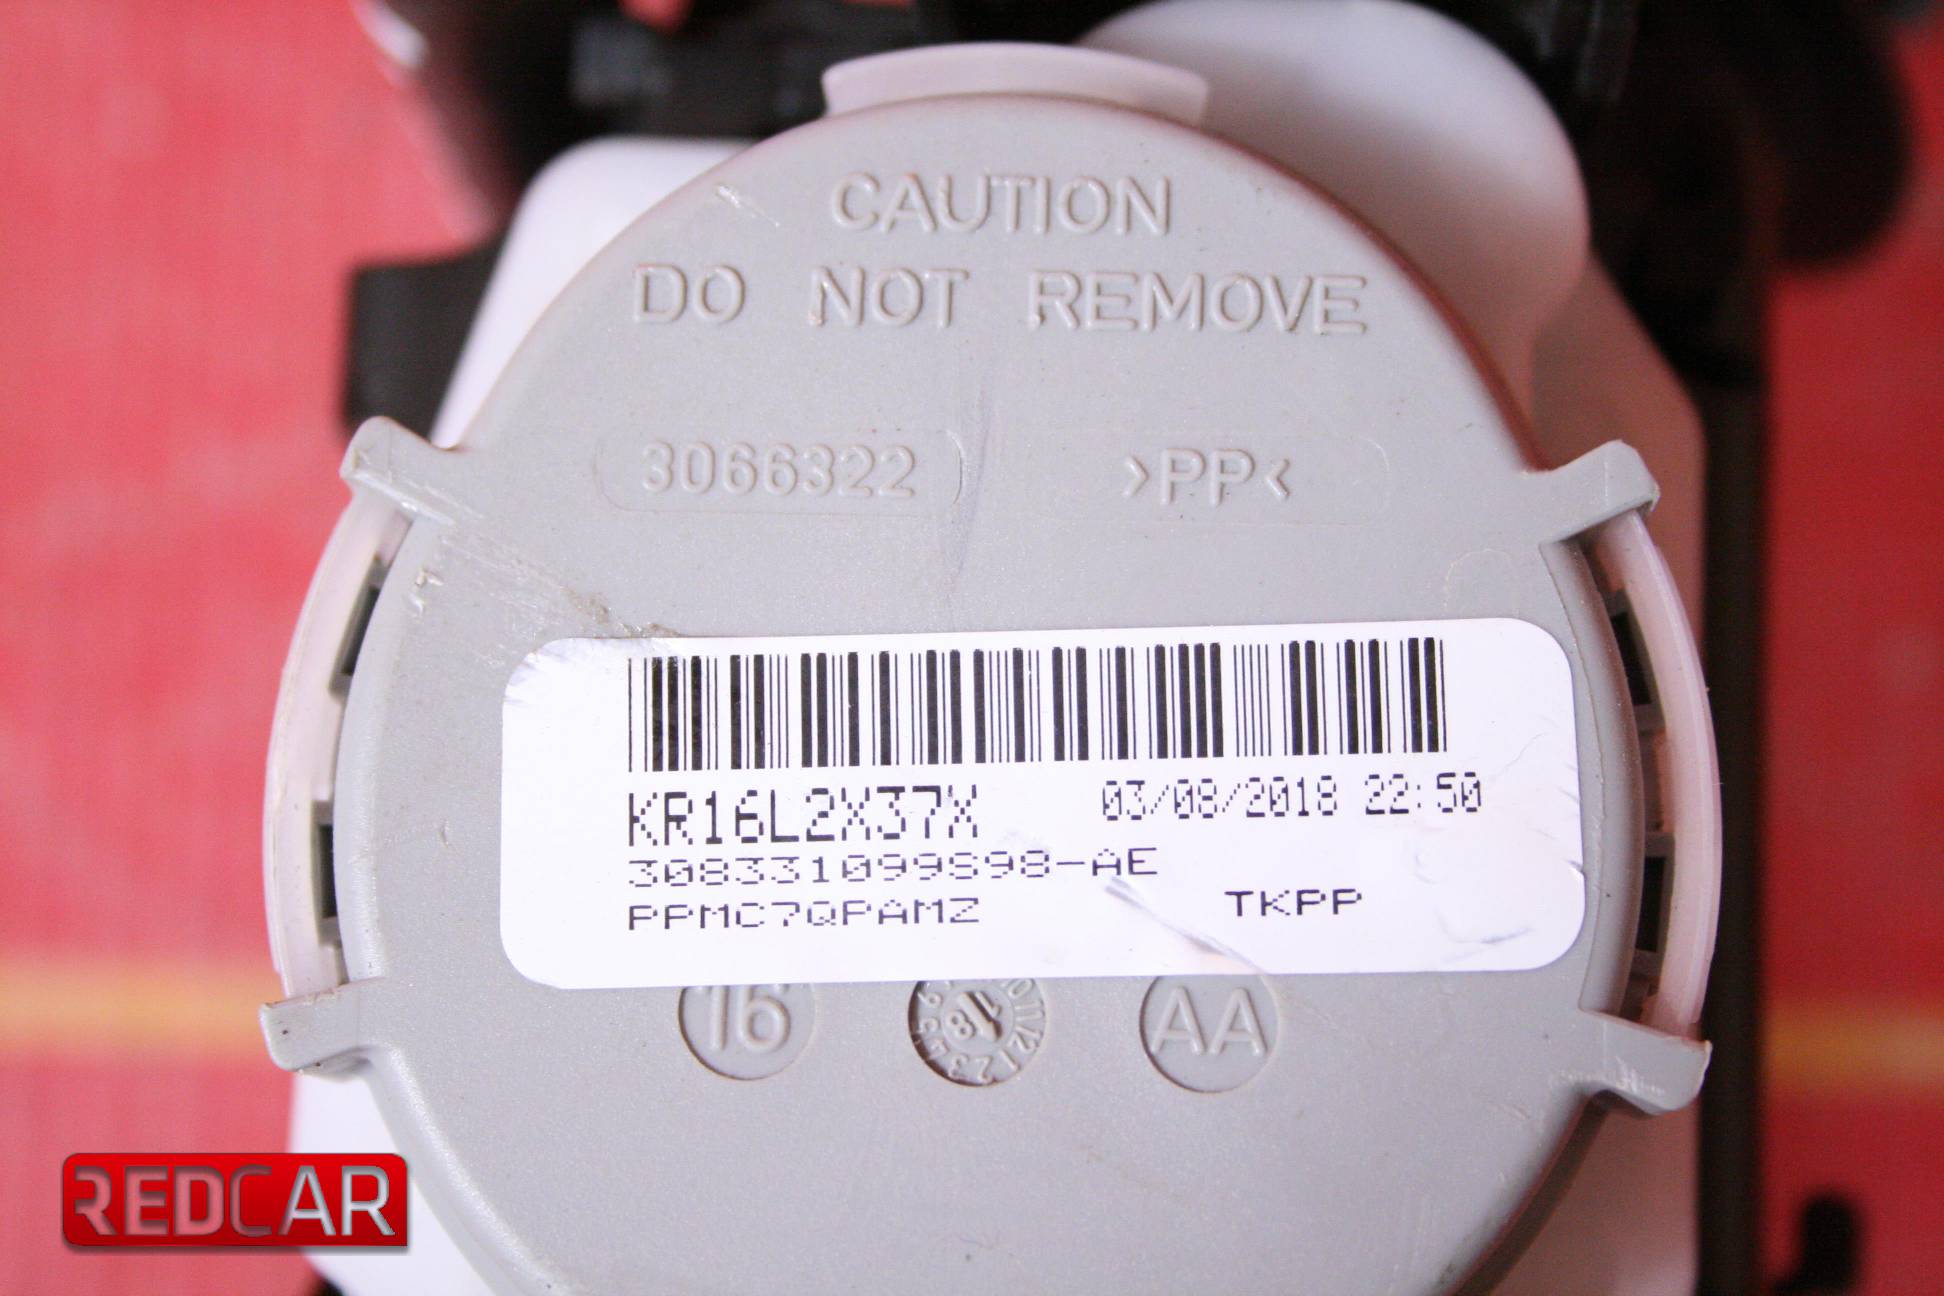 CAUTION
DO NOT REMOVE
3066322 >PP<
KR16L2X37X 03/08/2018 22:50
308331099S98-AE
PPMC7QPAMZ TKPP
16 18 AA
REDCAR